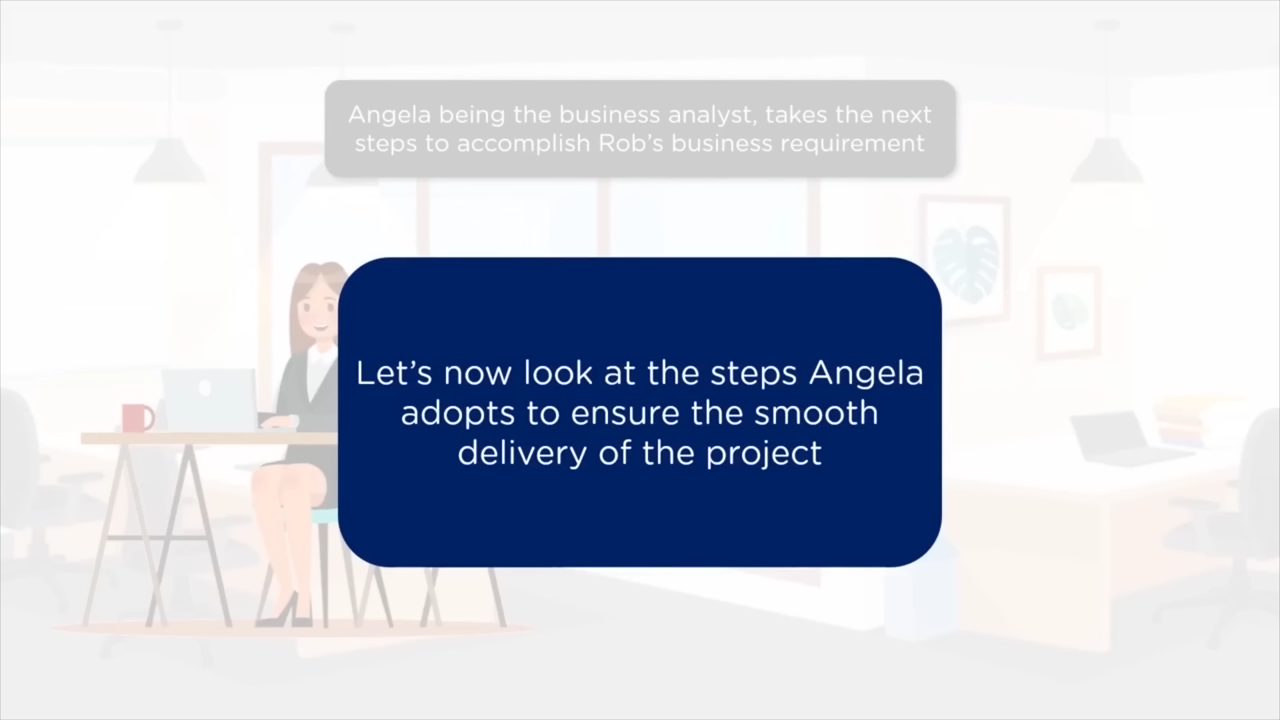 Angela being the business analyst, takes the next
steps to accomplish Rob’s business requirement
Let’s now look at the steps Angela
adopts to ensure the smooth
delivery of the project